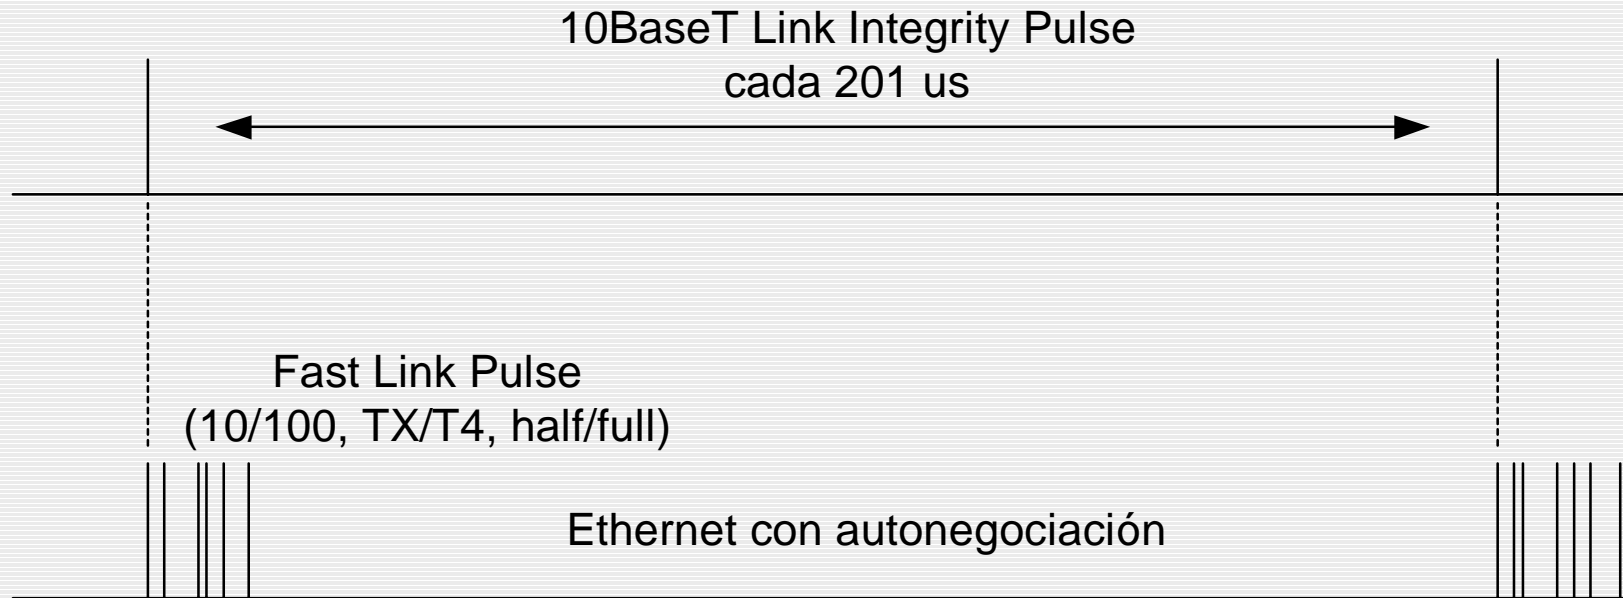 10BaseT Link Integrity Pulse
cada 201 us
Fast Link Pulse
(10/100, TX/T4, half/full)
Ethernet con autonegociación